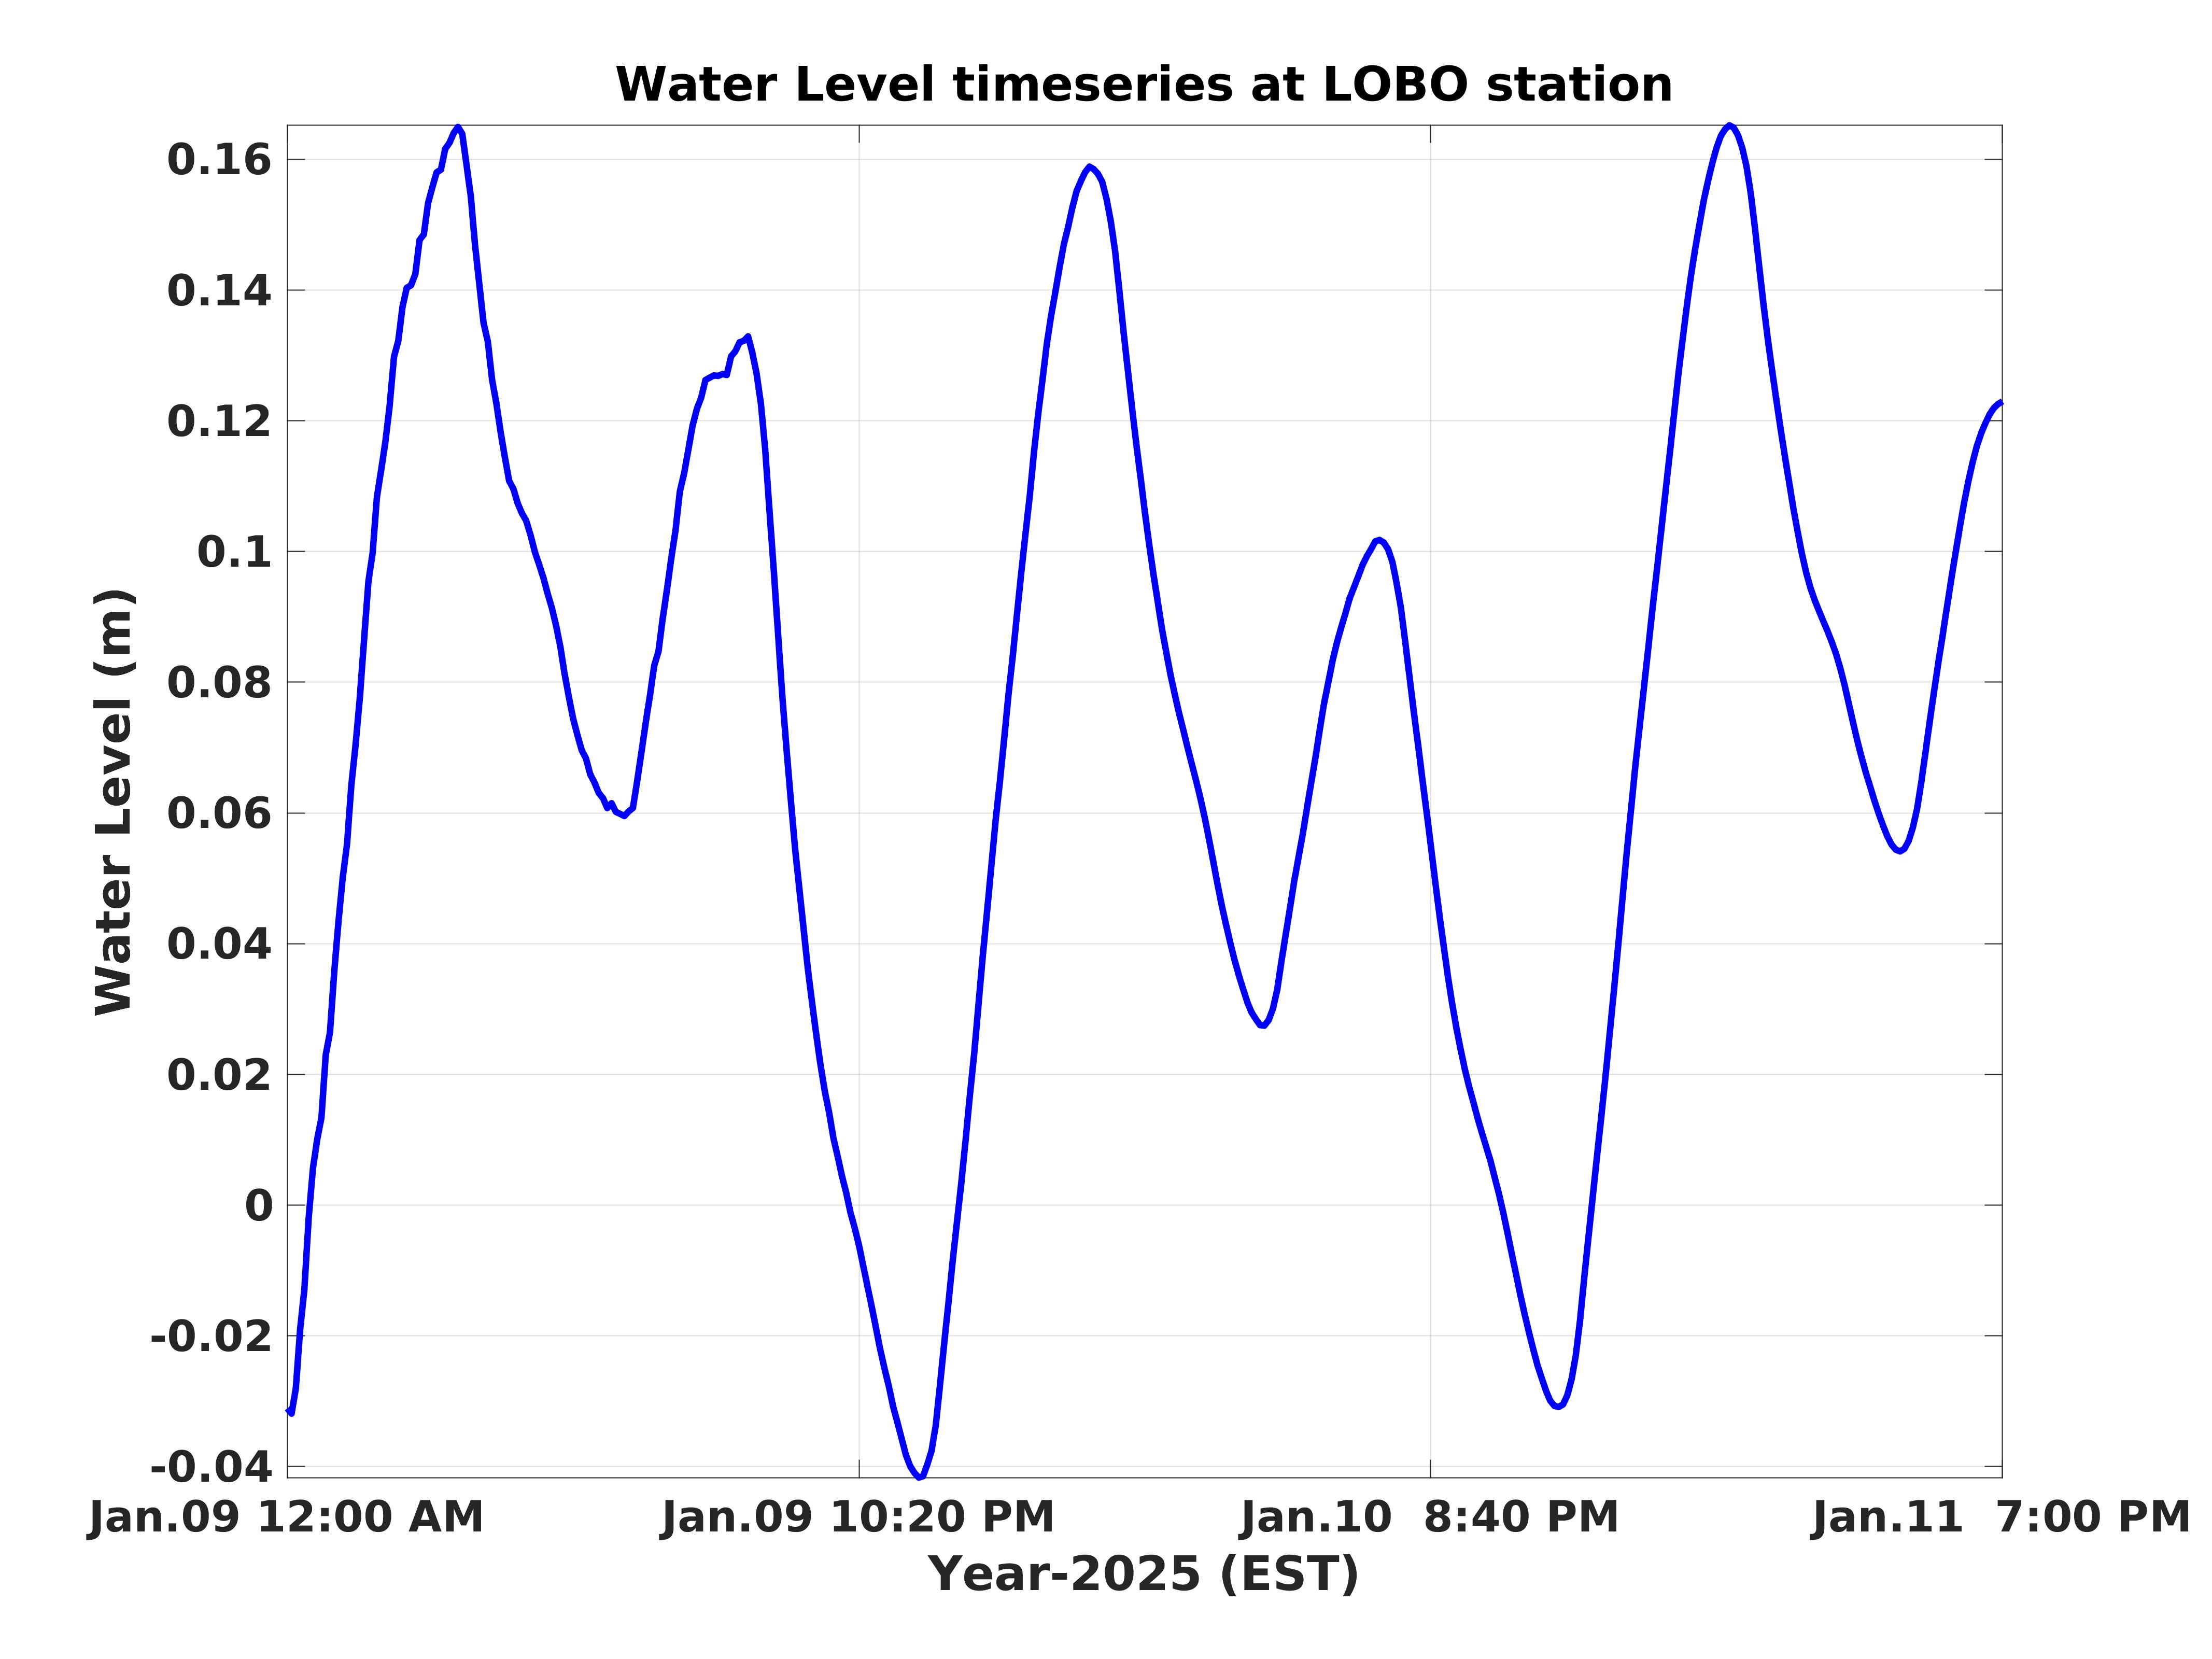 Water Level timeseries at LOBO station
0.16
0.14
0.12
0.1
0.08
0.06
0.04
0.02
0
-0.02
-0.04
Water Level (m)
Jan.09 12:00 AM
Jan.09 10:20 PM
Jan.10  8:40 PM
Jan.11  7:00 PM
Year-2025 (EST)